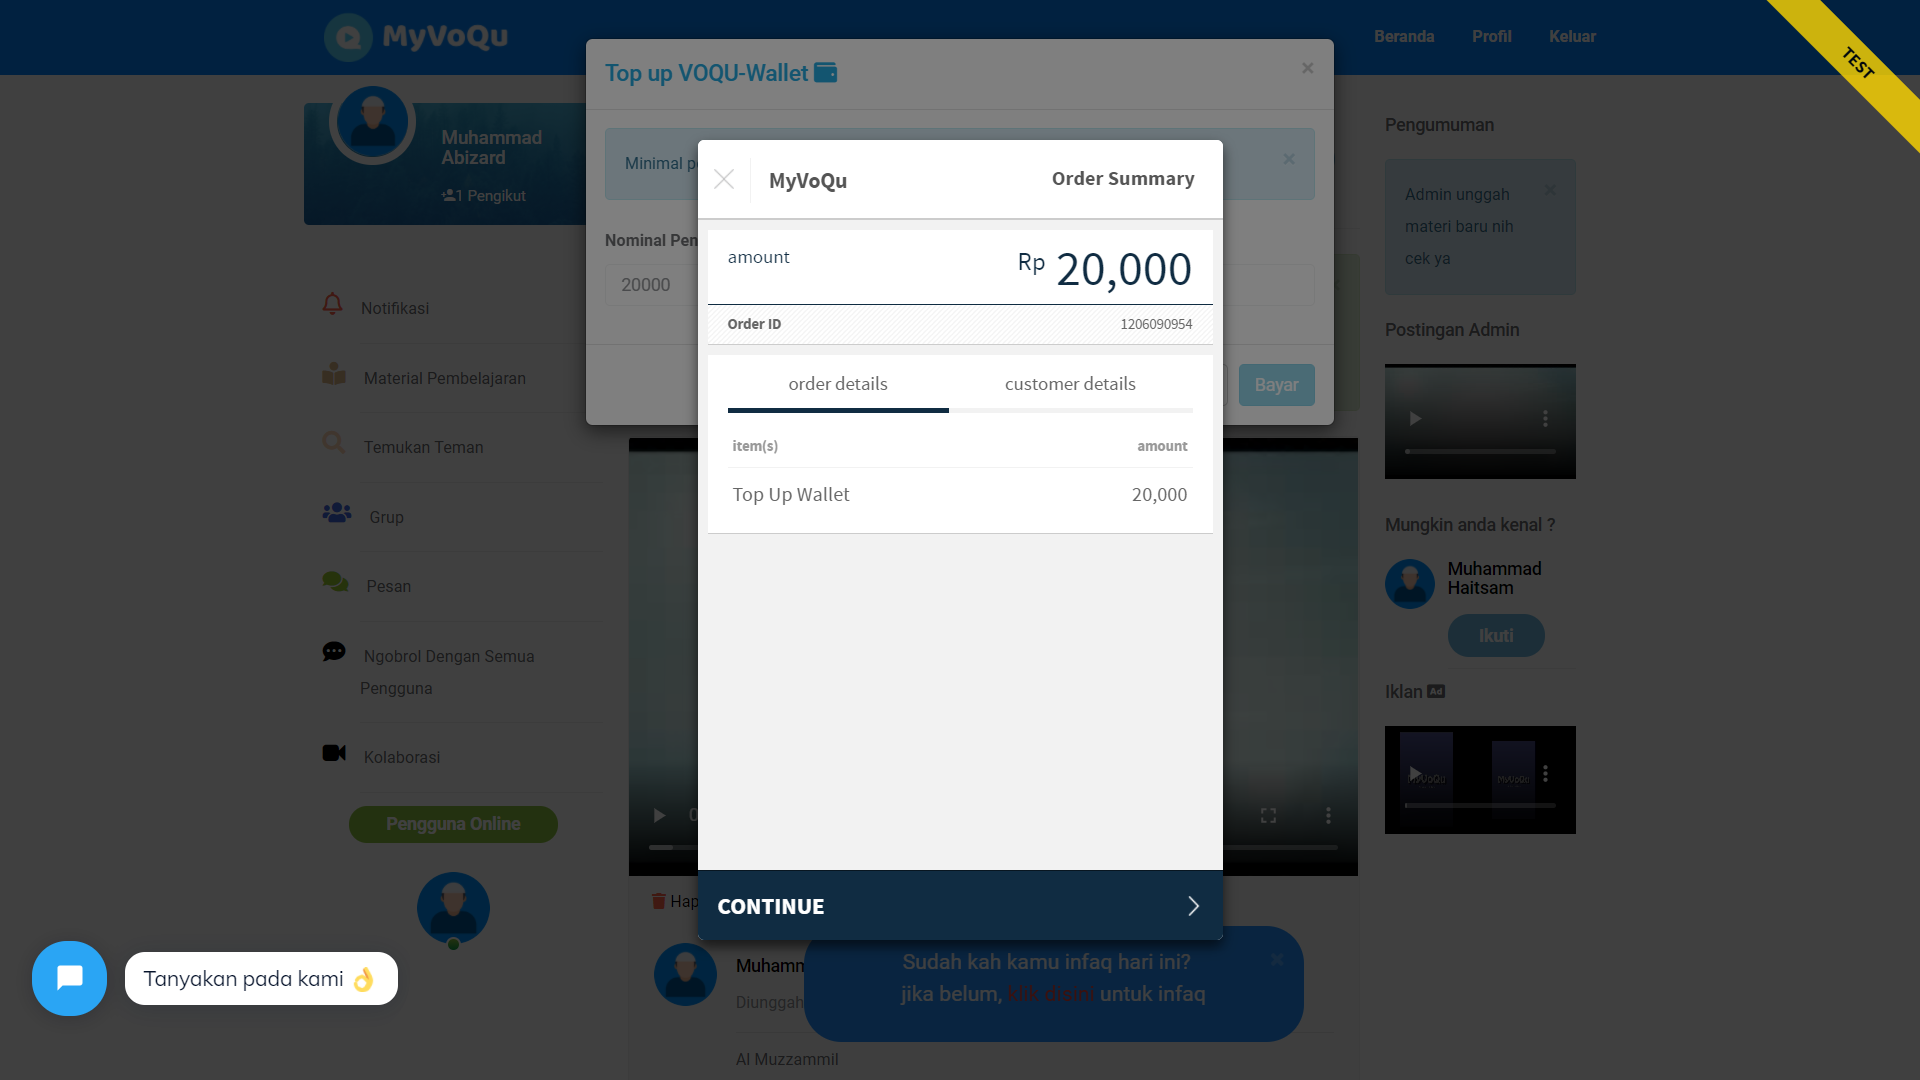 MyVoQu
Beranda
Profil
Keluar
TEST
Top up VOQU-Wallet
×
Muhammad
Abizard
1 Pengikut
Minimal
×
Nominal
20000
Bayar
MyVoQu
Order Summary
amount
Rp 20,000
Order ID
1206090954
order details
customer details
item(s)
amount
Top Up Wallet
20,000
CONTINUE
Notifikasi
Material Pembelajaran
Temukan Teman
Grup
Pesan
Ngobrol Dengan Semua
Pengguna
Kolaborasi
Pengguna Online
Tanyakan pada kami 👌
Pengumuman
Admin unggah
materi baru nih
cek ya
×
Postingan Admin
Mungkin anda kenal ?
Muhammad
Haitsam
Ikuti
Iklan Ad
MyVoQu
MyVoQu
Diunggah
Sudah kah kamu infaq hari ini?
jika belum, klik disini untuk infaq
×
Al Muzzammil